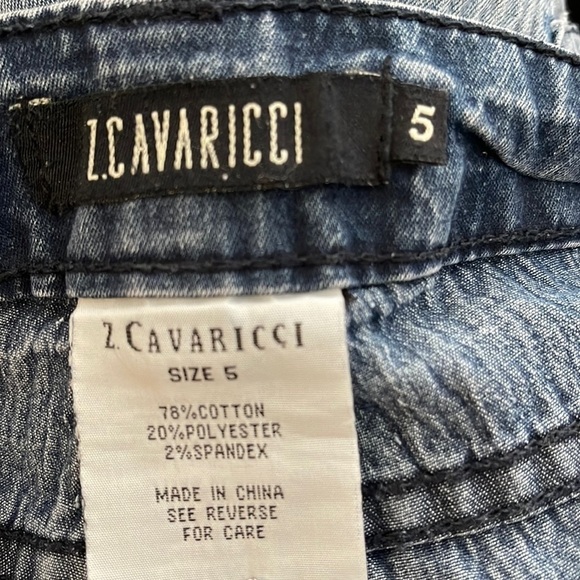 Z.CAVARICCI
5
Z.CAVARICCI
SIZE 5
78%COTTON
20%POLYESTER
2%SPANDEX
MADE IN CHINA
SEE REVERSE
FOR CARE